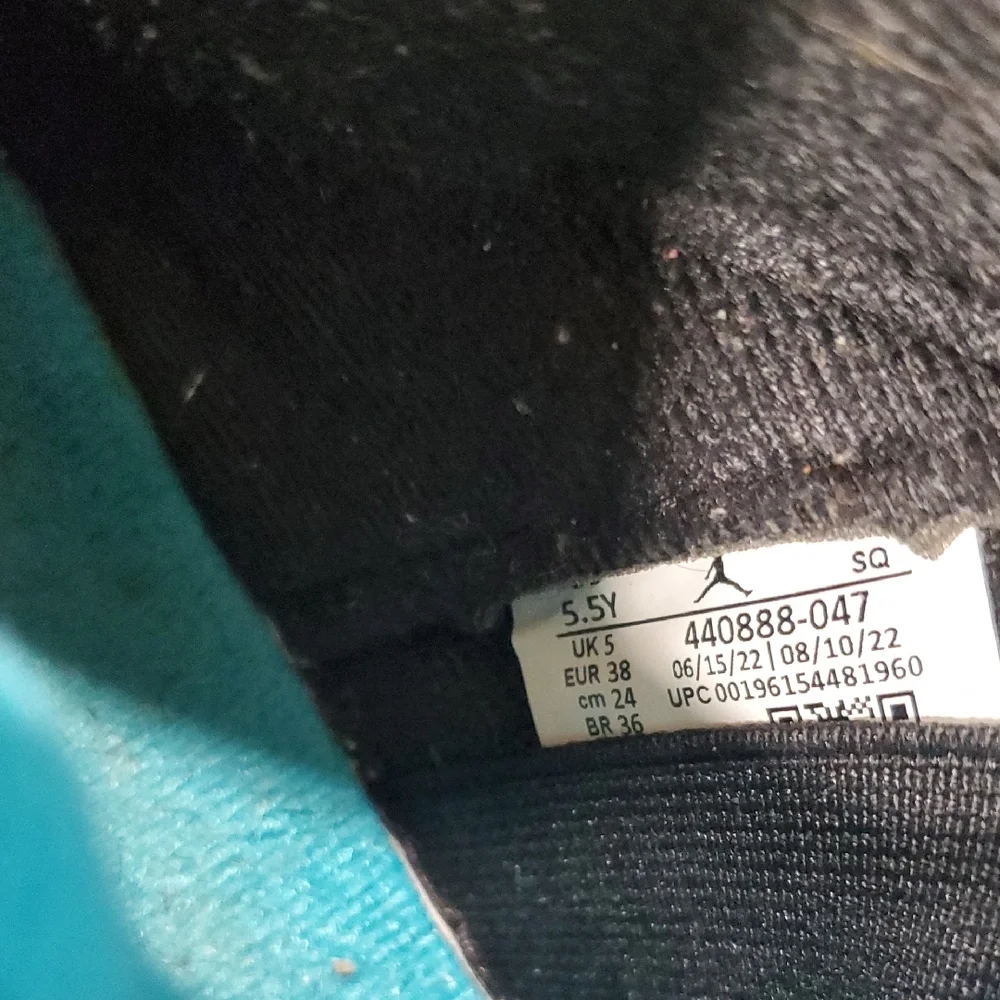 SQ
5.5Y
440888-047
UK 5
06/15/22 | 08/10/22
EUR 38
UPC 00196154481960
cm 24
BR 36